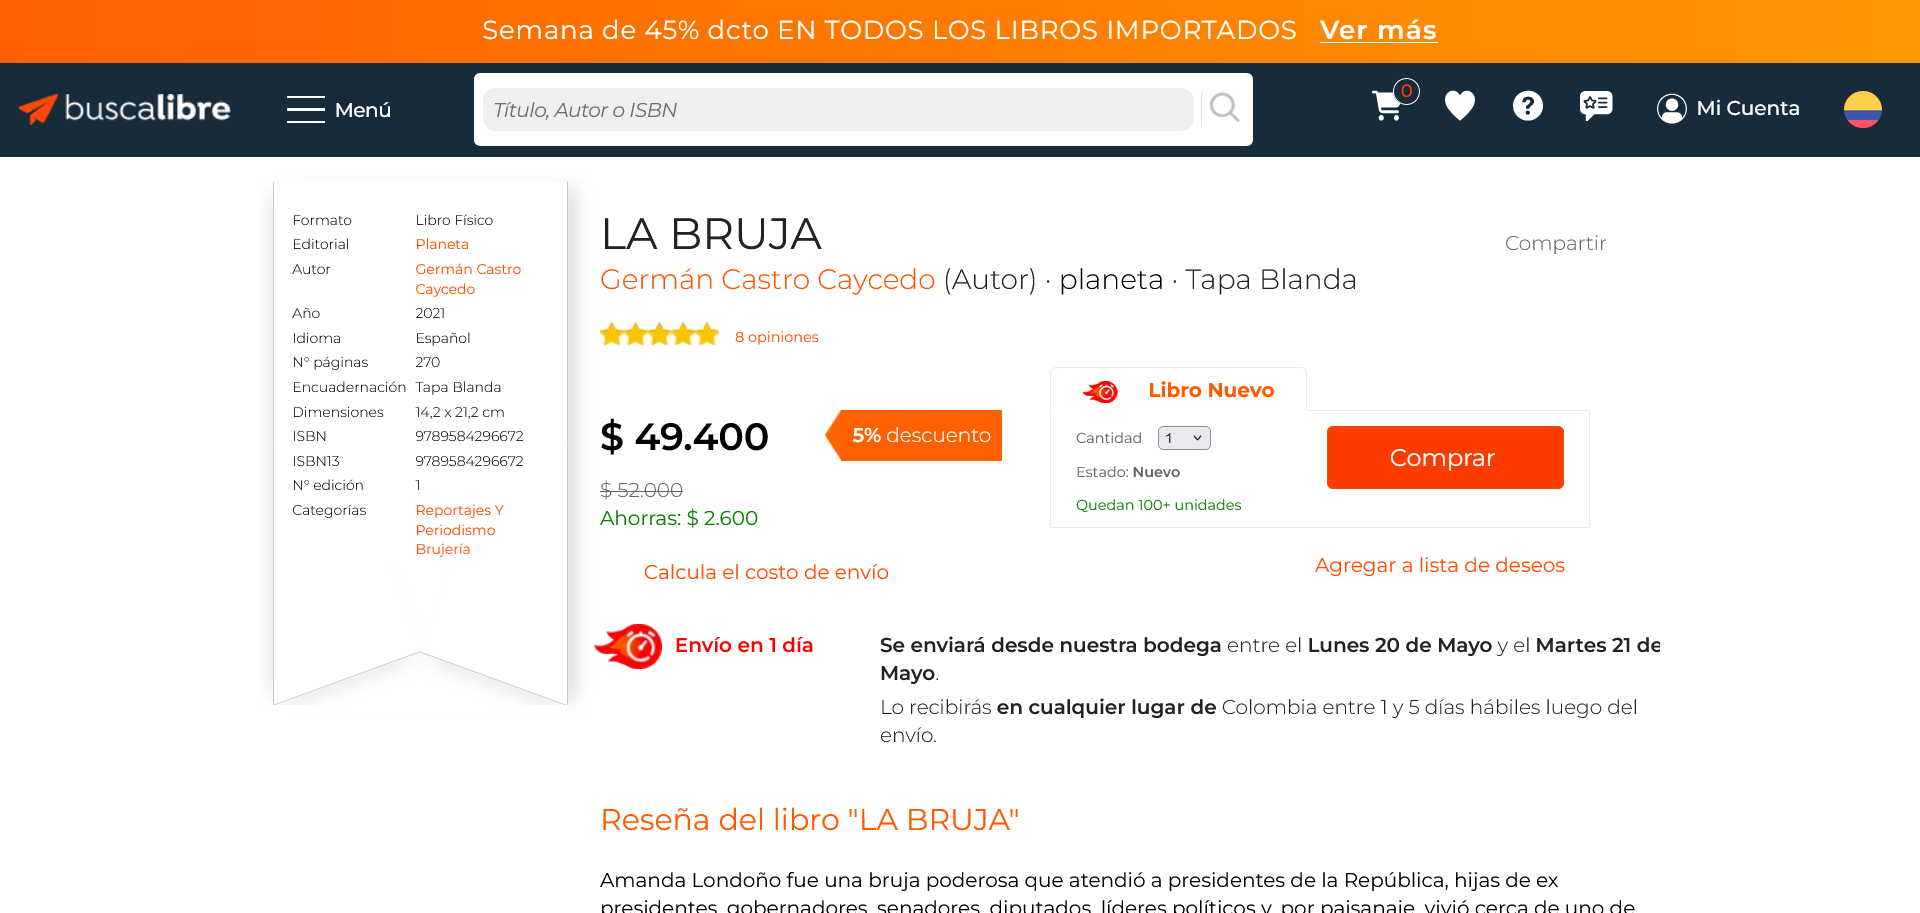 Semana de 45% dcto EN TODOS LOS LIBROS IMPORTADOS Ver más
buscalibre
Menú
Título, Autor o ISBN
0
?
Mi Cuenta
Formato Libro Físico
Editorial Planeta
Autor Germán Castro
Caycedo
Año 2021
Idioma Español
N° páginas 270
Encuadernación Tapa Blanda
Dimensiones 14,2 x 21,2 cm
ISBN 9789584296672
ISBN13 9789584296672
N° edición 1
Categorías Reportajes Y
Periodismo
Brujería
LA BRUJA
Compartir
Germán Castro Caycedo (Autor) · planeta · Tapa Blanda
8 opiniones
$ 49.400
5% descuento
$ 52.000
Ahorras: $ 2.600
Calcula el costo de envío
Libro Nuevo
Cantidad 1
Estado: Nuevo
Quedan 100+ unidades
Comprar
Agregar a lista de deseos
Envío en 1 día
Se enviará desde nuestra bodega entre el Lunes 20 de Mayo y el Martes 21 de
Mayo.
Lo recibirás en cualquier lugar de Colombia entre 1 y 5 días hábiles luego del
envío.
Reseña del libro "LA BRUJA"
Amanda Londoño fue una bruja poderosa que atendió a presidentes de la República, hijas de ex
presidentes, gobernadores, senadores, diputados, líderes políticos y, por paisanaje, vivió cerca de uno de